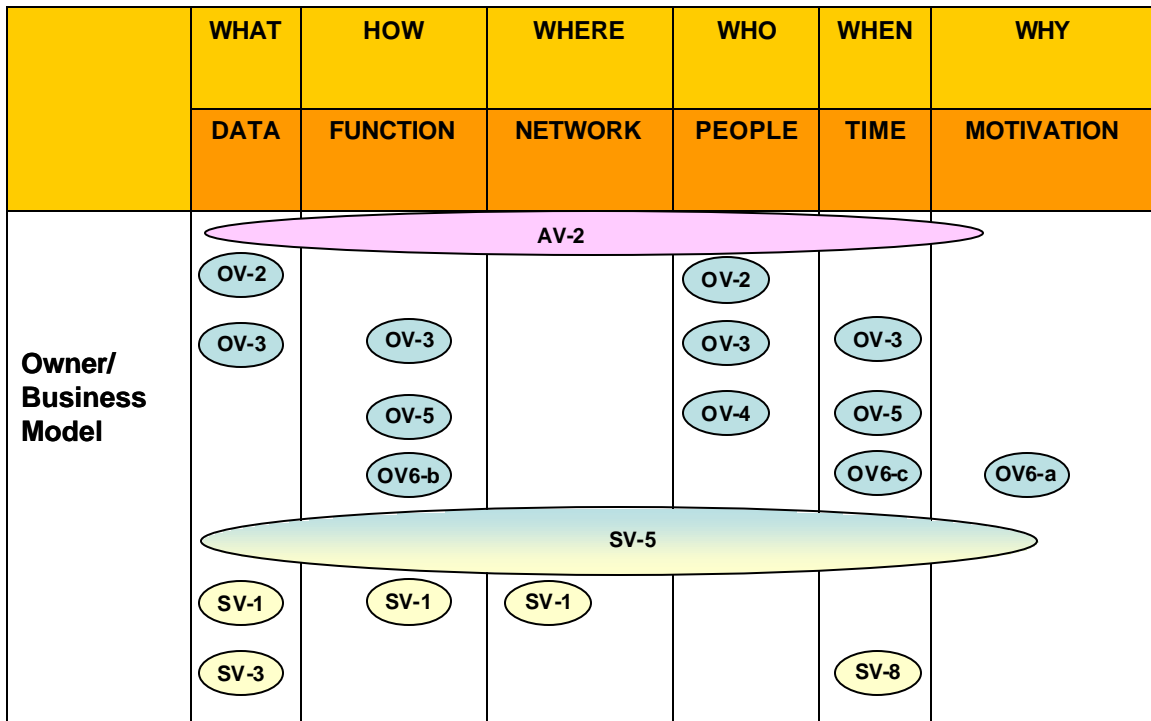 WHAT HOW WHERE WHO WHEN WHY
DATA FUNCTION NETWORK PEOPLE TIME MOTIVATION
AV-2
OV-2 OV-2
OV-3 OV-3 OV-3 OV-3
Owner/
Business
Model
OV-5 OV-4 OV-5
OV6-b OV6-c OV6-a
SV-5
SV-1 SV-1 SV-1
SV-3 SV-8